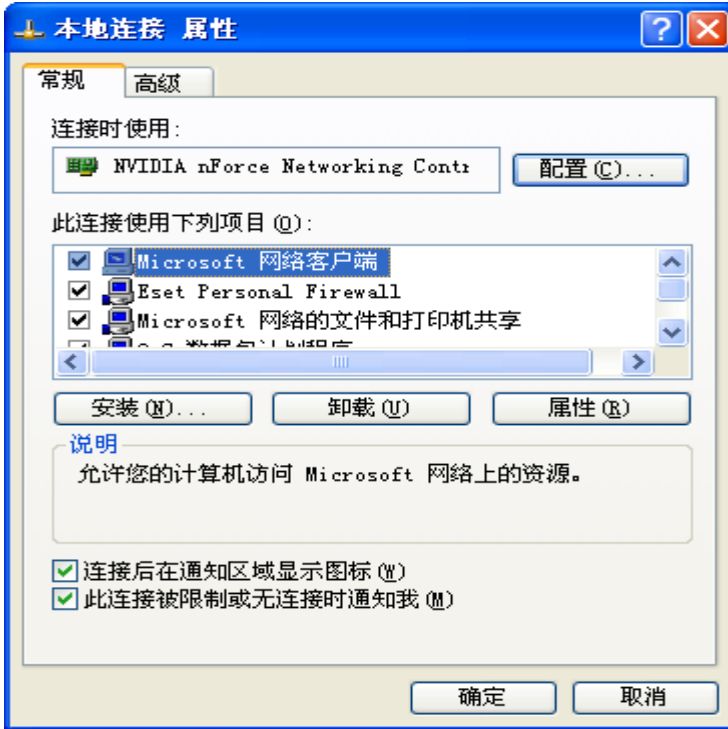 本地连接 属性
常规
高级
连接时使用:
NVIDIA nForce Networking Contr
配置(C)...
此连接使用下列项目(O):
Microsoft 网络客户端
Eset Personal Firewall
Microsoft 网络的文件和打印机共享
安装(N)...
卸载(U)
属性(R)
说明
允许您的计算机访问 Microsoft 网络上的资源。
连接后在通知区域显示图标(W)
此连接被限制或无连接时通知我(M)
确定
取消